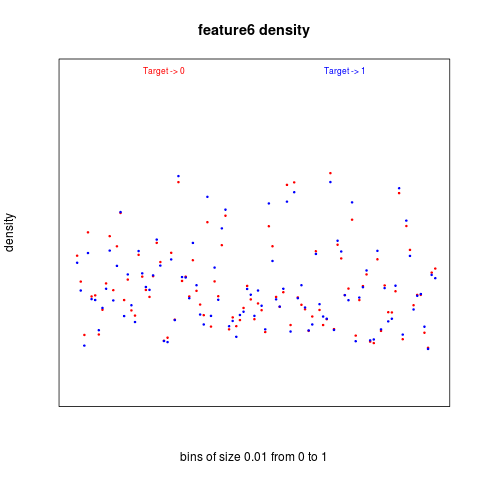 feature6 density
Target -> 0
Target -> 1
density
bins of size 0.01 from 0 to 1